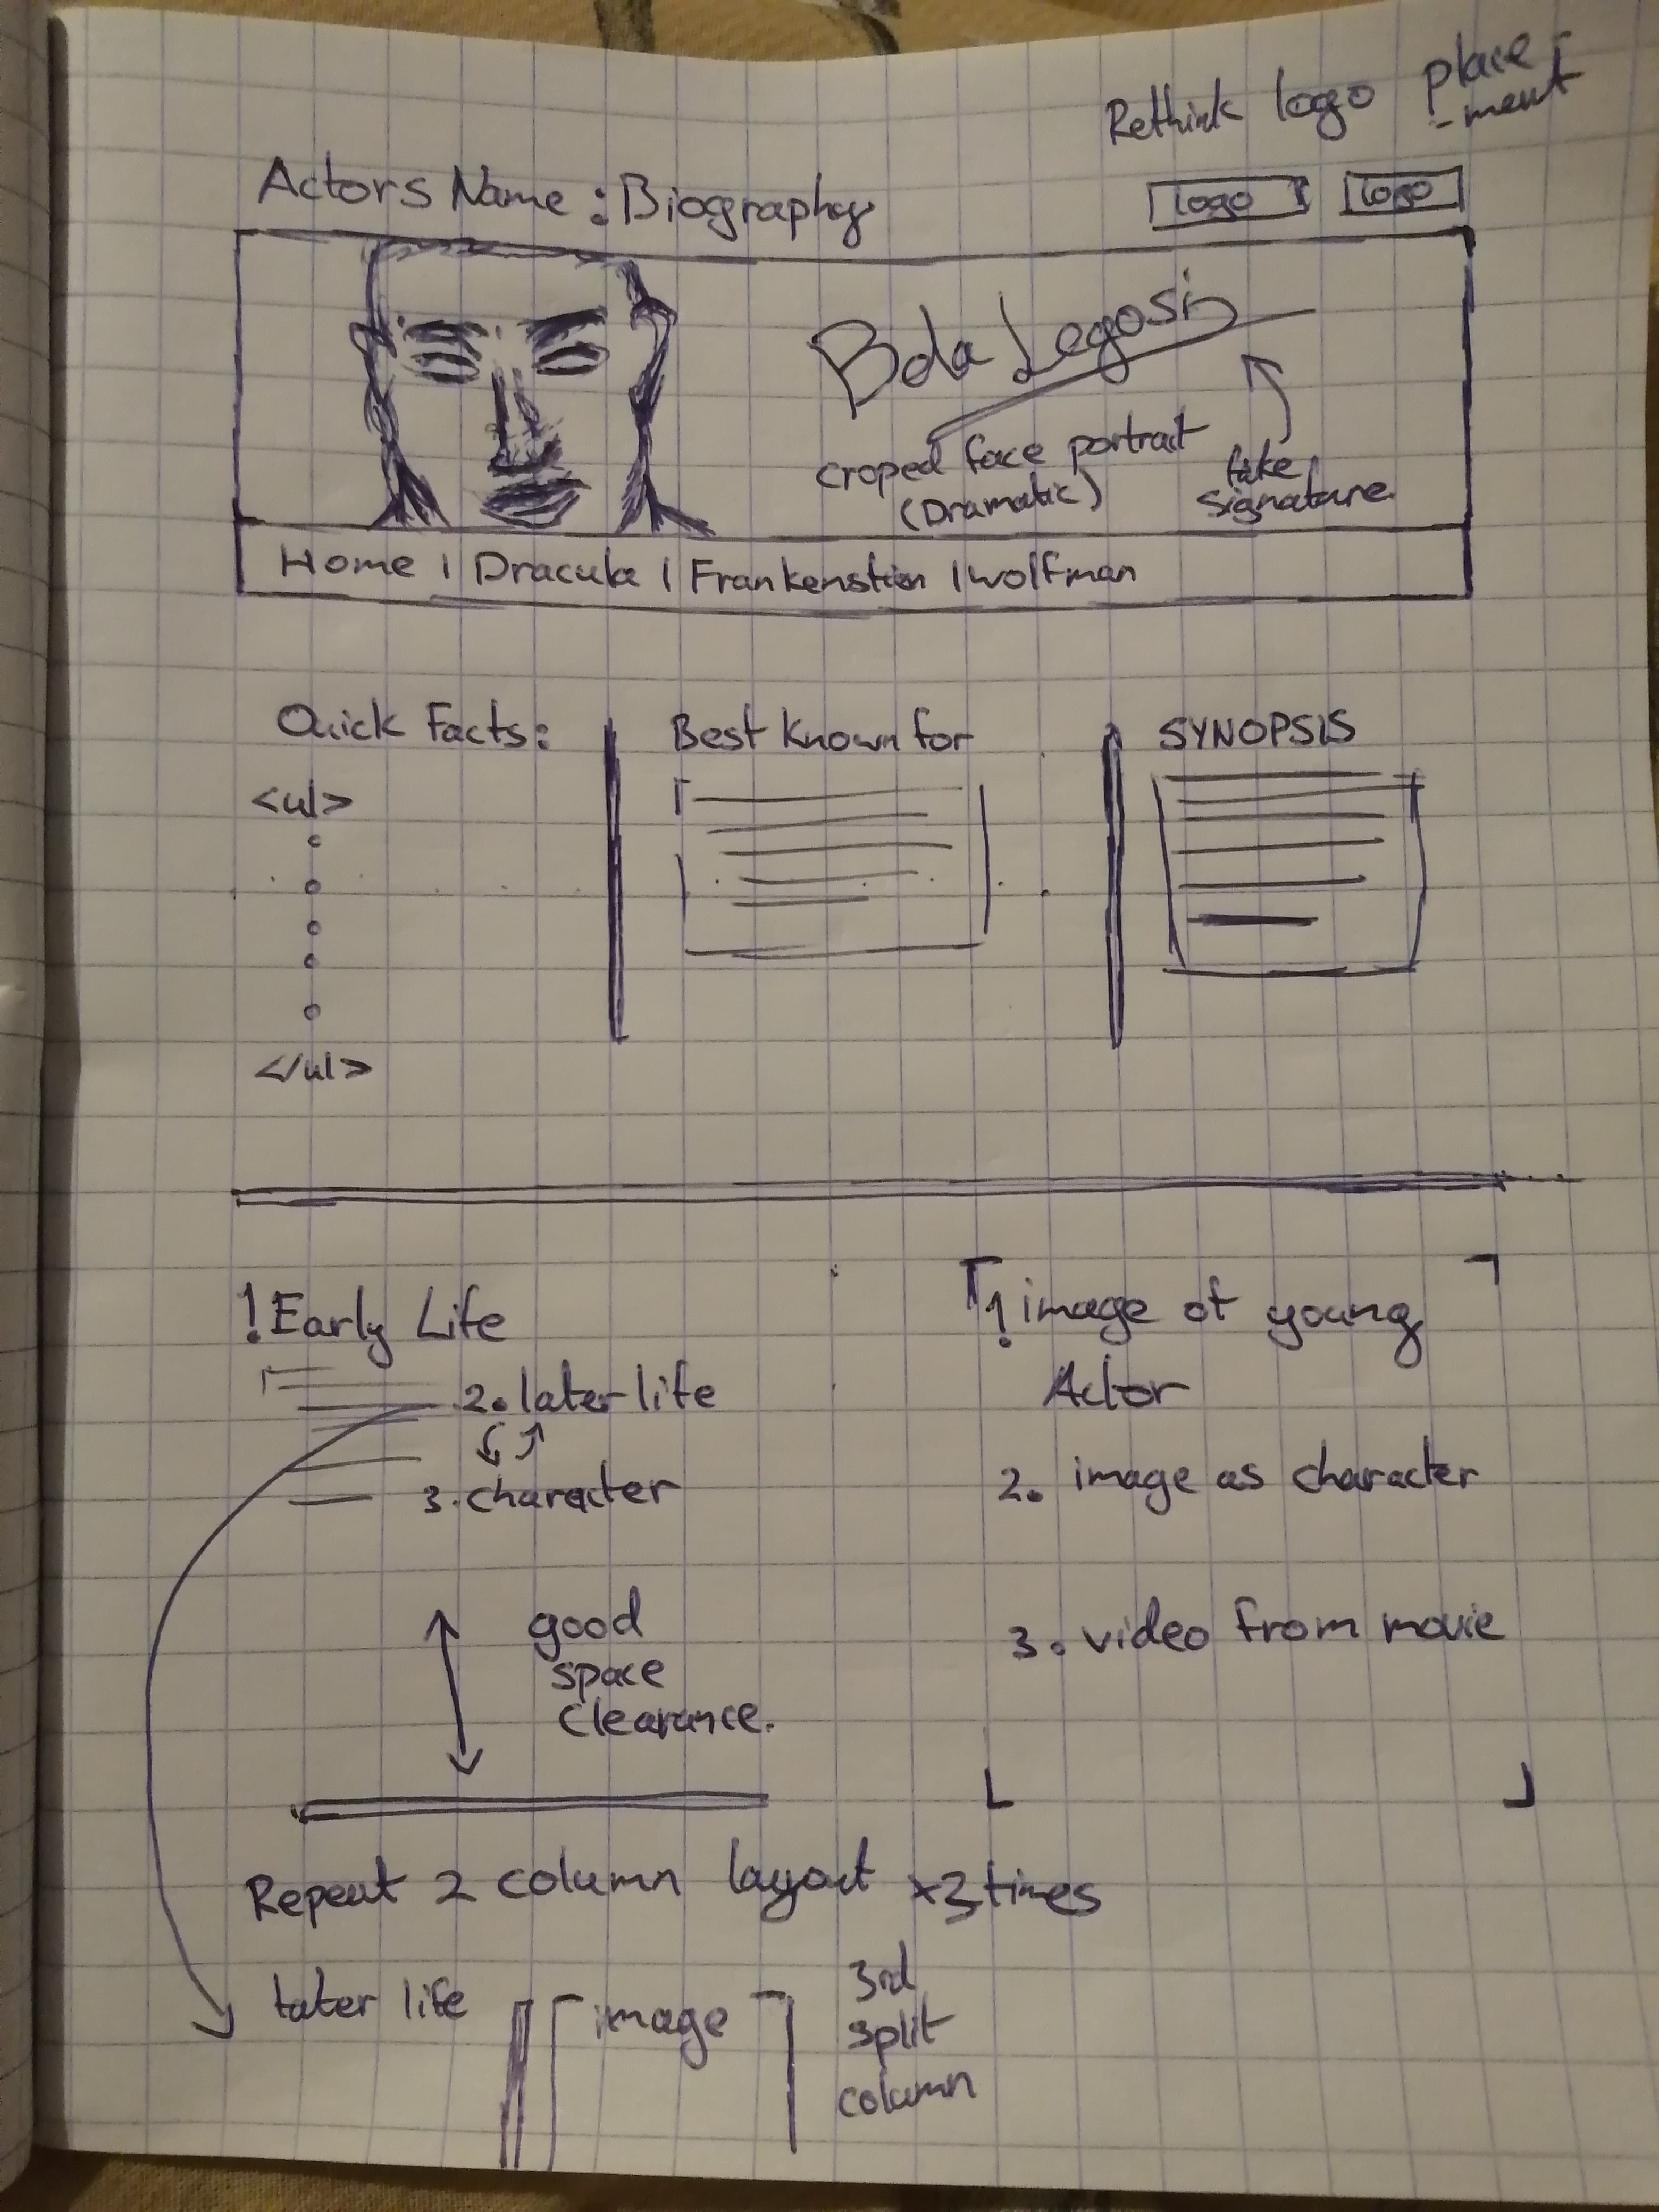 Rethink logo place
- ment
Actors Name : Biography
logo
logo
Bela Legosi
croped face portrait
(Dramatic)
fake
signature
Home | Dracula | Frankenstien | wolfman
Quick Facts:
Best Known for
SYNOPSIS
<ul>
</ul>
! Early Life
1. image of young
Actor
2. later life
3. character
2. image as character
good
space
clearance.
3. video from movie
Repeat 2 column layout x3 times
later life
image
3rd
split
column